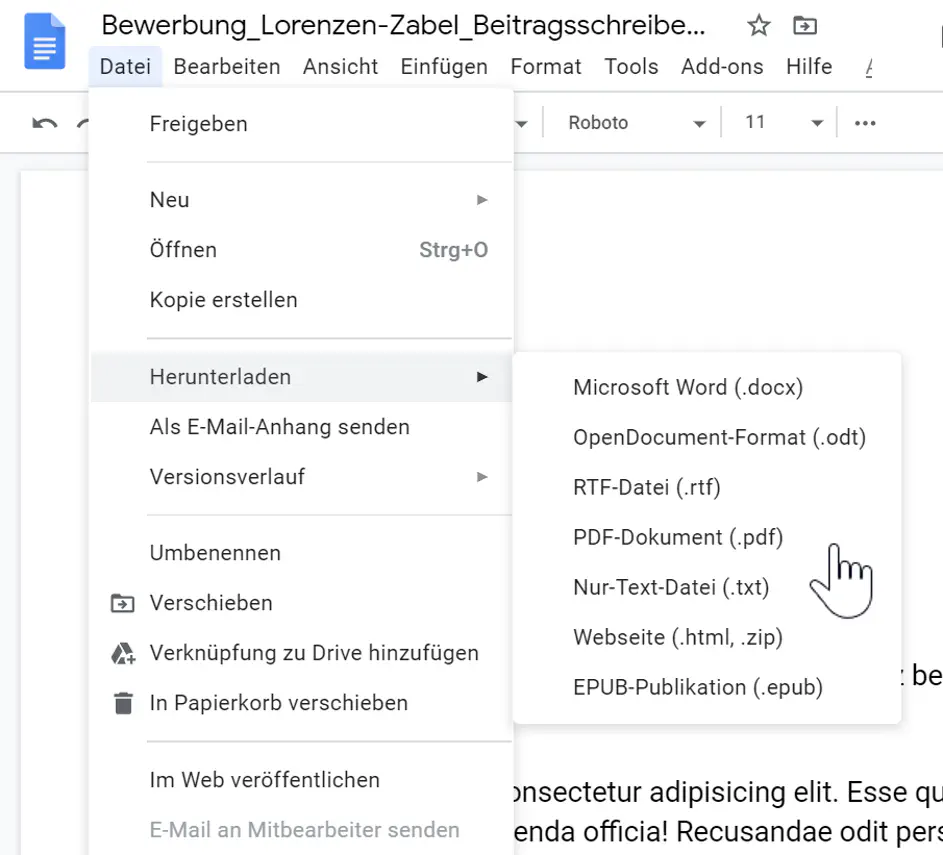 Bewerbung_Lorenzen-Zabel_Beitragsschreibe...
Datei Bearbeiten Ansicht Einfügen Format Tools Add-ons Hilfe
Roboto 11
Freigeben
Neu
Öffnen Strg+O
Kopie erstellen
Herunterladen
Als E-Mail-Anhang senden
Versionsverlauf
Umbenennen
Verschieben
Verknüpfung zu Drive hinzufügen
In Papierkorb verschieben
Im Web veröffentlichen
E-Mail an Mitbearbeiter senden
Microsoft Word (.docx)
OpenDocument-Format (.odt)
RTF-Datei (.rtf)
PDF-Dokument (.pdf)
Nur-Text-Datei (.txt)
Webseite (.html, .zip)
EPUB-Publikation (.epub)
be
onsectetur adipisicing elit. Esse qu
enda officia! Recusandae odit pers